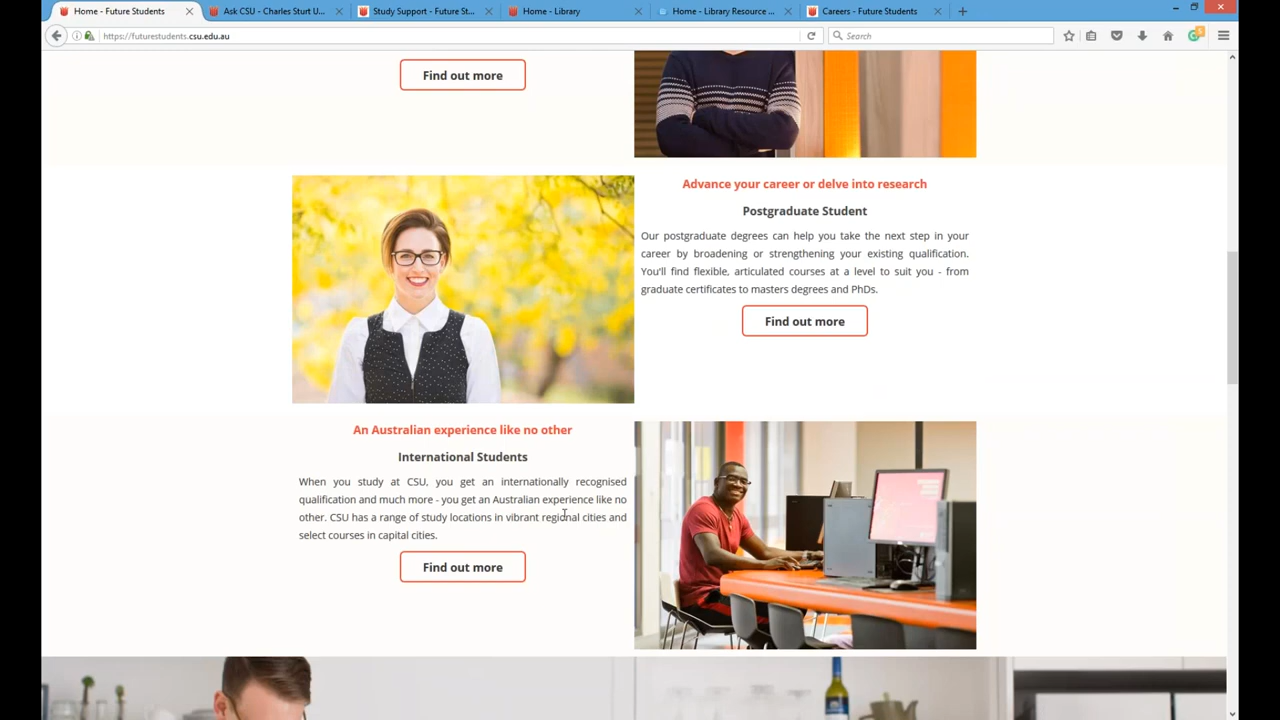 Home - Future Students
Ask CSU - Charles Sturt U...
Study Support - Future St...
Home - Library
Home - Library Resource ...
Careers - Future Students
https://futurestudents.csu.edu.au
Search
Find out more
Advance your career or delve into research
Postgraduate Student
Our postgraduate degrees can help you take the next step in your
career by broadening or strengthening your existing qualification.
You'll find flexible, articulated courses at a level to suit you - from
graduate certificates to masters degrees and PhDs.
Find out more
An Australian experience like no other
International Students
When you study at CSU, you get an internationally recognised
qualification and much more - you get an Australian experience like no
other. CSU has a range of study locations in vibrant regional cities and
select courses in capital cities.
Find out more